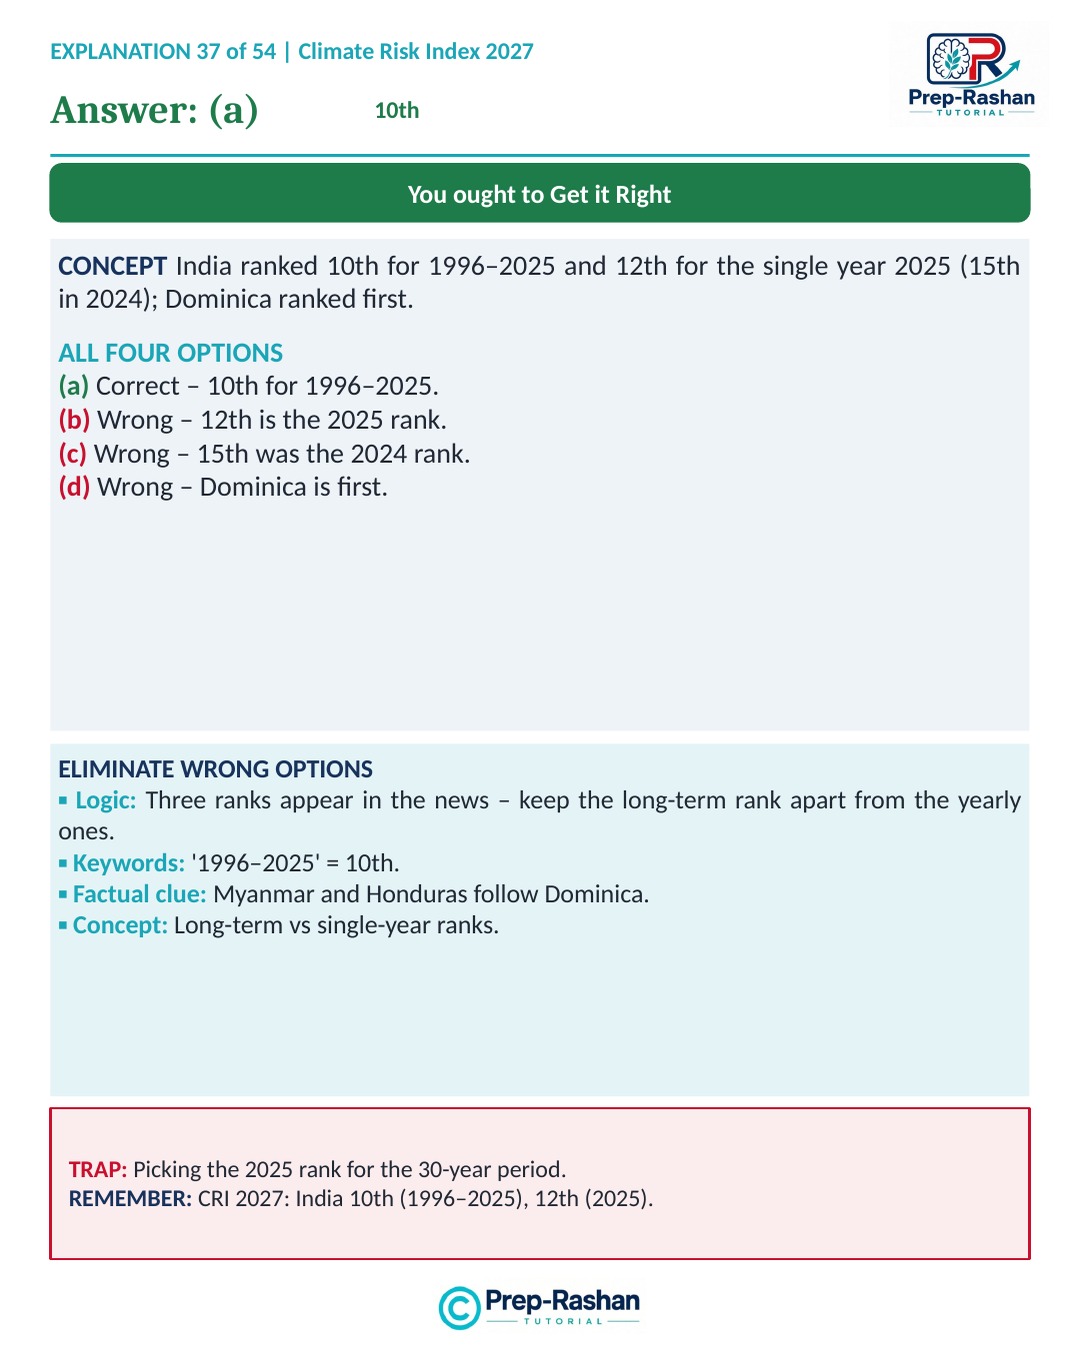 EXPLANATION 37 of 54 | Climate Risk Index 2027
Prep-Rashan
TUTORIAL
Answer: (a) 10th
You ought to Get it Right
CONCEPT India ranked 10th for 1996–2025 and 12th for the single year 2025 (15th
in 2024); Dominica ranked first.
ALL FOUR OPTIONS
(a) Correct – 10th for 1996–2025.
(b) Wrong – 12th is the 2025 rank.
(c) Wrong – 15th was the 2024 rank.
(d) Wrong – Dominica is first.
ELIMINATE WRONG OPTIONS
▪ Logic: Three ranks appear in the news – keep the long-term rank apart from the yearly
ones.
▪ Keywords: '1996–2025' = 10th.
▪ Factual clue: Myanmar and Honduras follow Dominica.
▪ Concept: Long-term vs single-year ranks.
TRAP: Picking the 2025 rank for the 30-year period.
REMEMBER: CRI 2027: India 10th (1996–2025), 12th (2025).
© Prep-Rashan
TUTORIAL